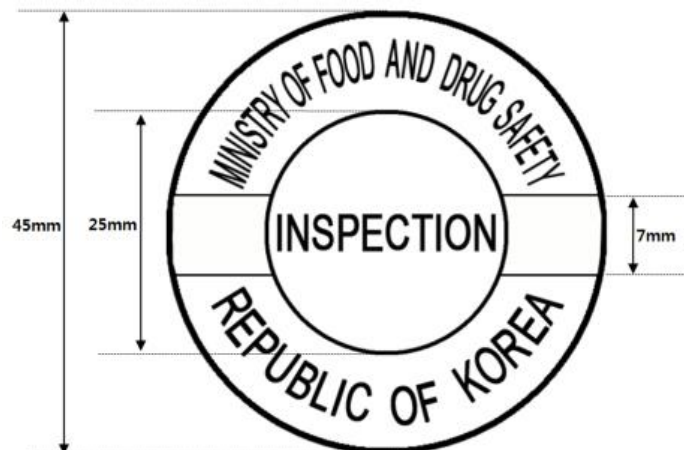 MINISTRY OF FOOD AND DRUG SAFETY
45mm
25mm
INSPECTION
7mm
REPUBLIC OF KOREA